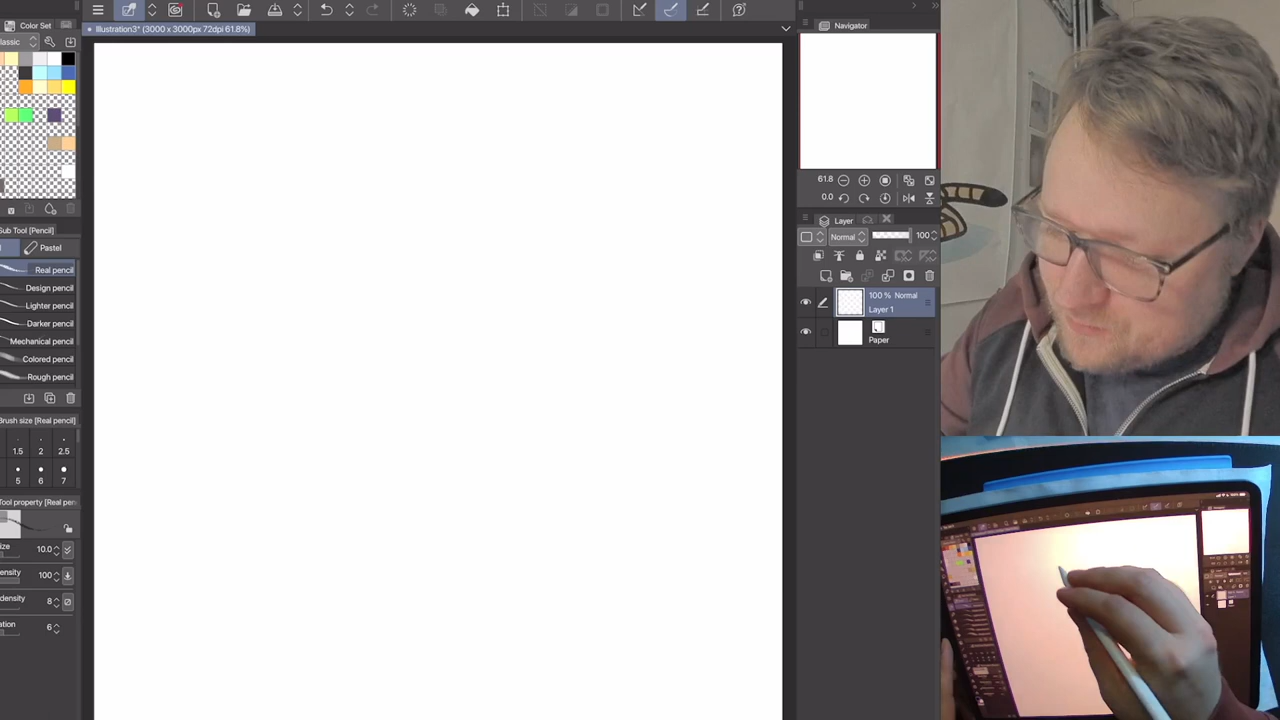 Illustration3* (3000 x 3000px 72dpi 61.8%)
Color Set
Sub Tool [Pencil]
Pastel
Real pencil
Design pencil
Lighter pencil
Darker pencil
Mechanical pencil
Colored pencil
Rough pencil
Brush size [Real pencil]
1.5 2 2.5
5 6 7
Tool property [Real pen
10.0
100
density 8
6
Navigator
61.8
0.0
Layer
Normal 100
100 % Normal
Layer 1
Paper